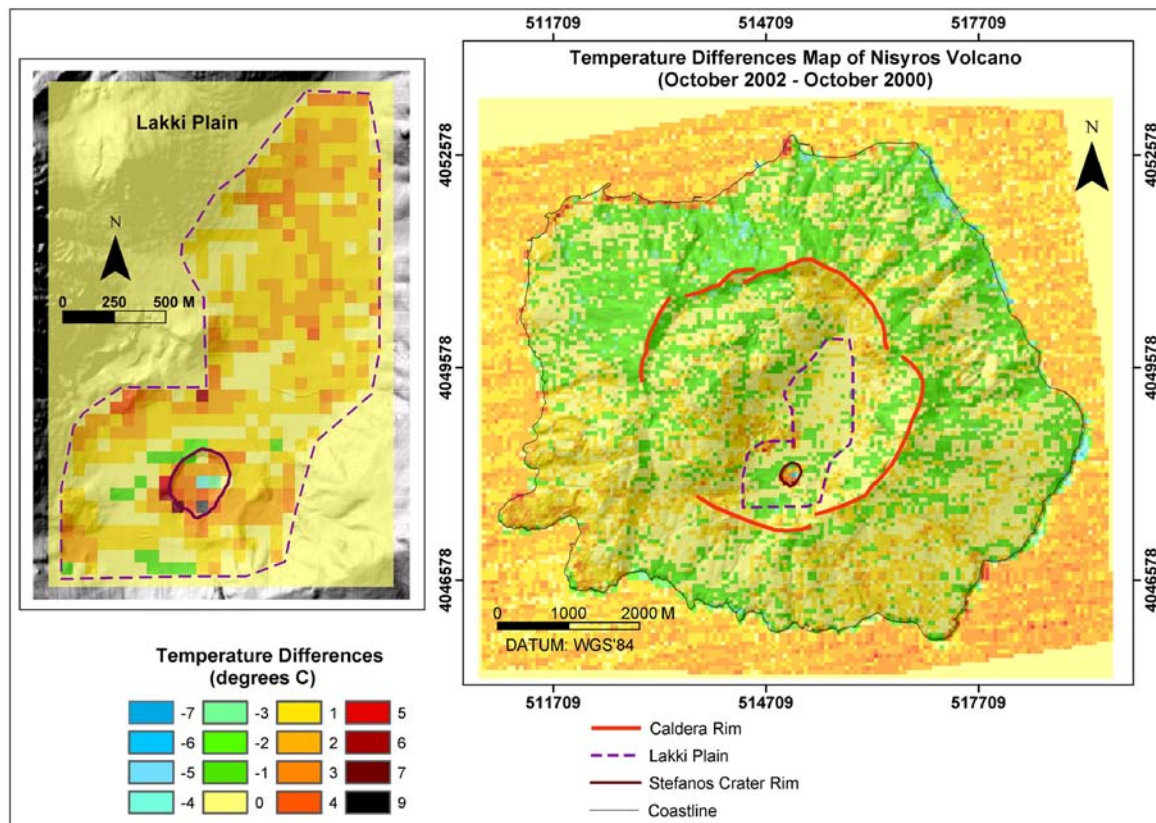 511709 514709 517709
Temperature Differences Map of Nisyros Volcano
(October 2002 - October 2000)
Lakki Plain
N
0 250 500 M
N
4052578 4052578
4049578 4049578
4046578 4046578
0 1000 2000 M
DATUM: WGS'84
511709 514709 517709
Temperature Differences
(degrees C)
-7 -3 1 5
-6 -2 2 6
-5 -1 3 7
-4 0 4 9
Caldera Rim
Lakki Plain
Stefanos Crater Rim
Coastline